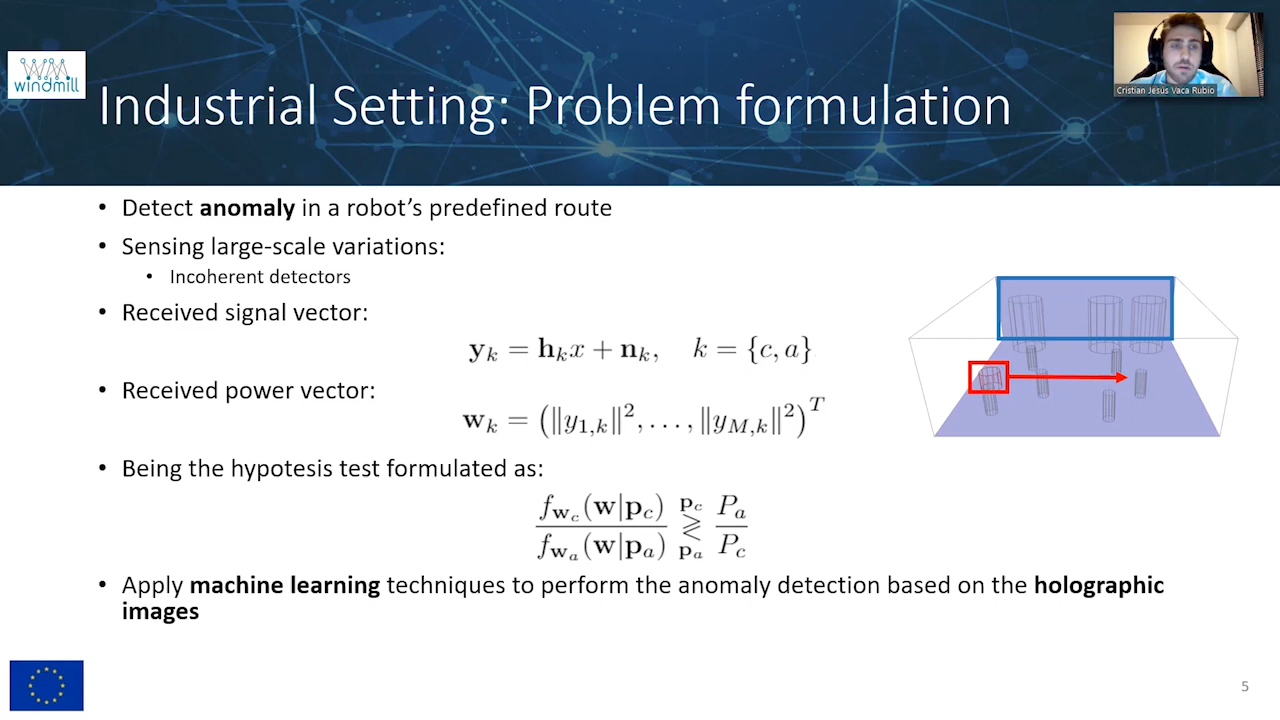 windmill
Industrial Setting: Problem formulation
Cristian Jesús Vaca Rubio
• Detect anomaly in a robot’s predefined route
• Sensing large-scale variations:
• Incoherent detectors
• Received signal vector:
y_k = h_k x + n_k, k = {c, a}
• Received power vector:
w_k = (‖y_{1,k}‖², . . . , ‖y_{M,k}‖²)^T
• Being the hypotesis test formulated as:
f_{w_c}(w|p_c) / f_{w_a}(w|p_a) ≷^{p_c}_{p_a} P_a / P_c
• Apply machine learning techniques to perform the anomaly detection based on the holographic
images
5